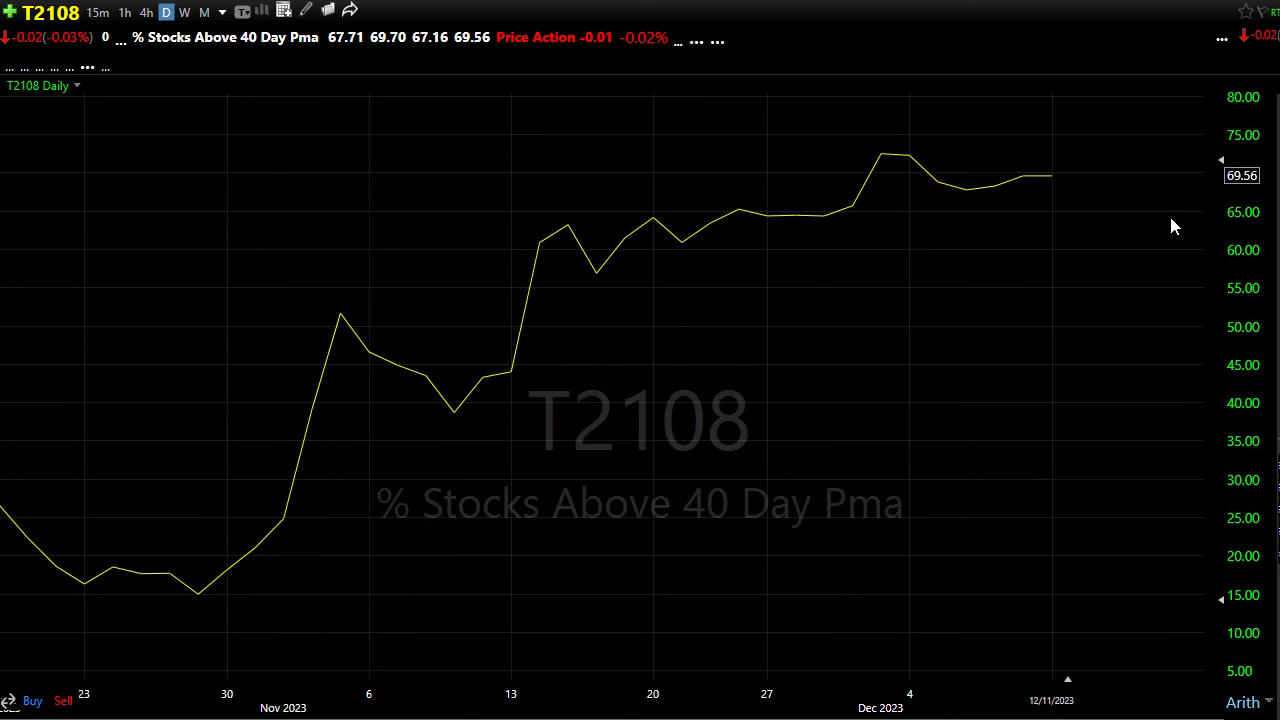 T2108 15m 1h 4h D W M T RT
-0.02(-0.03%) 0 ... % Stocks Above 40 Day Pma 67.71 69.70 67.16 69.56 Price Action -0.01 -0.02% ... ... ... ... -0.02(
... ... ... ... ... ... ...
T2108 Daily
80.00
75.00
69.56
65.00
60.00
55.00
50.00
45.00
40.00
35.00
30.00
25.00
20.00
15.00
10.00
5.00
T2108
% Stocks Above 40 Day Pma
Buy Sell 23 30 6 13 20 27 4 12/11/2023 Arith
Nov 2023 Dec 2023